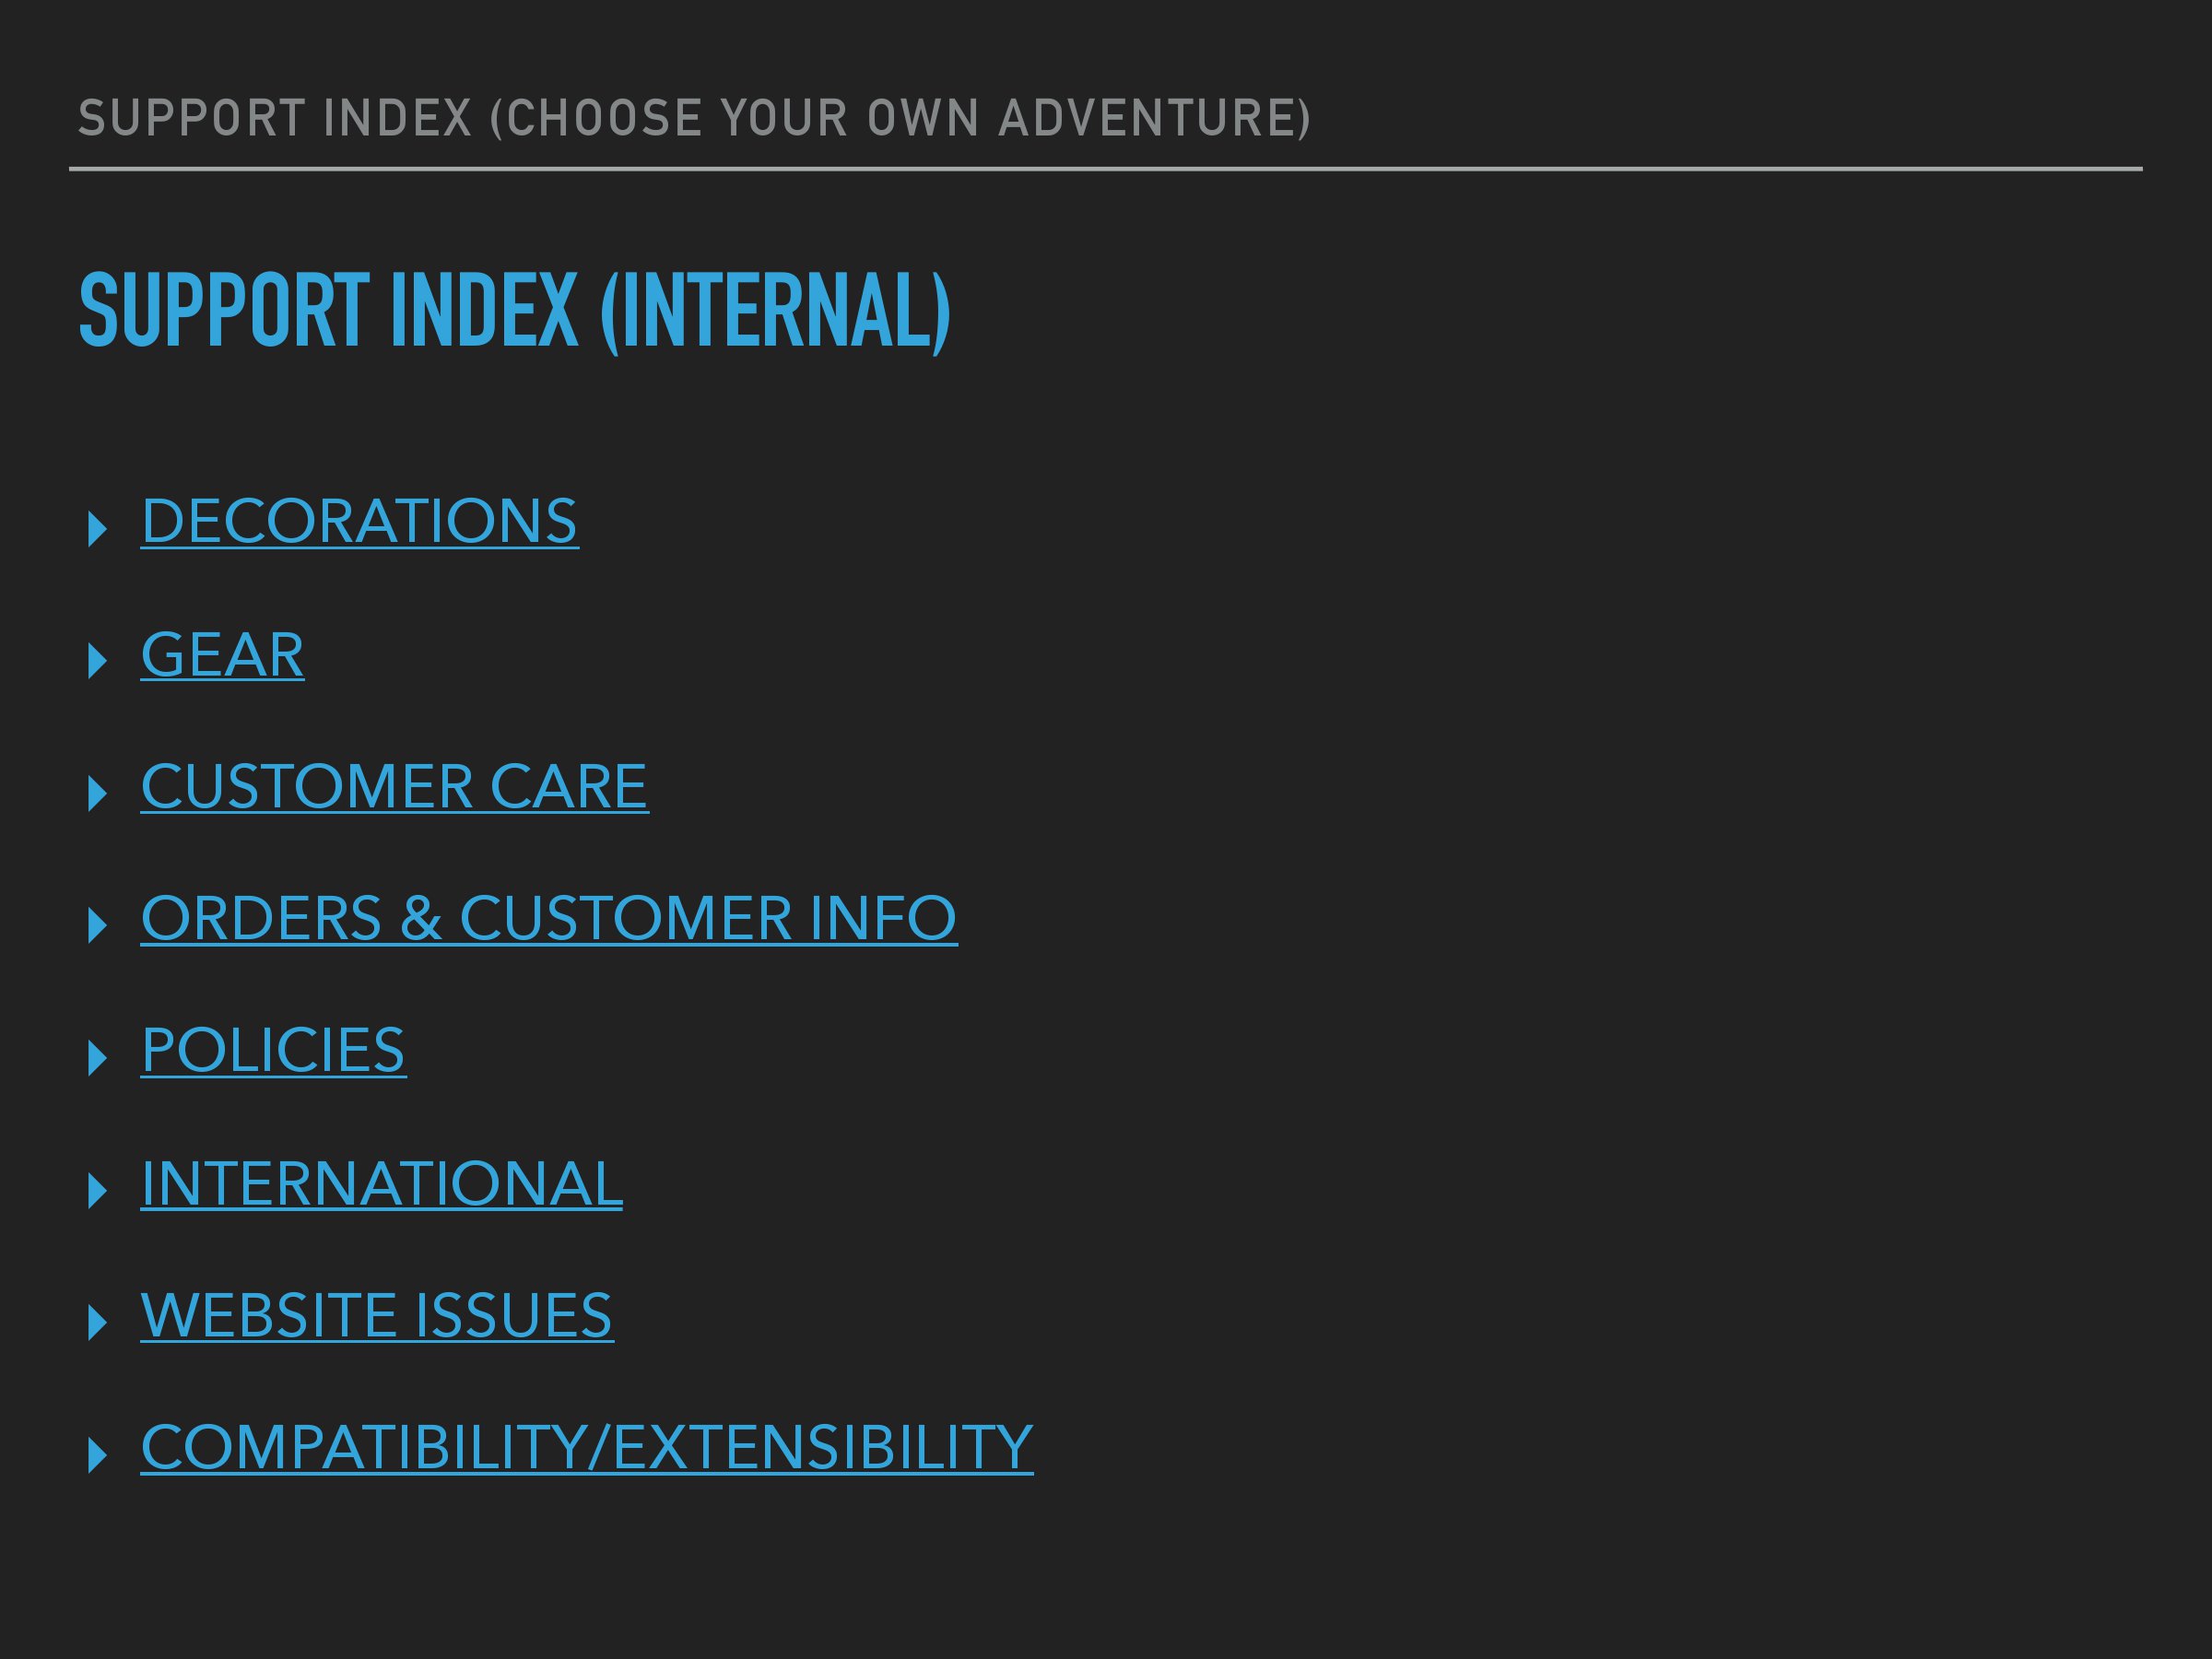 SUPPORT INDEX (CHOOSE YOUR OWN ADVENTURE)
SUPPORT INDEX (INTERNAL)
DECORATIONS
GEAR
CUSTOMER CARE
ORDERS & CUSTOMER INFO
POLICIES
INTERNATIONAL
WEBSITE ISSUES
COMPATIBILITY/EXTENSIBILITY